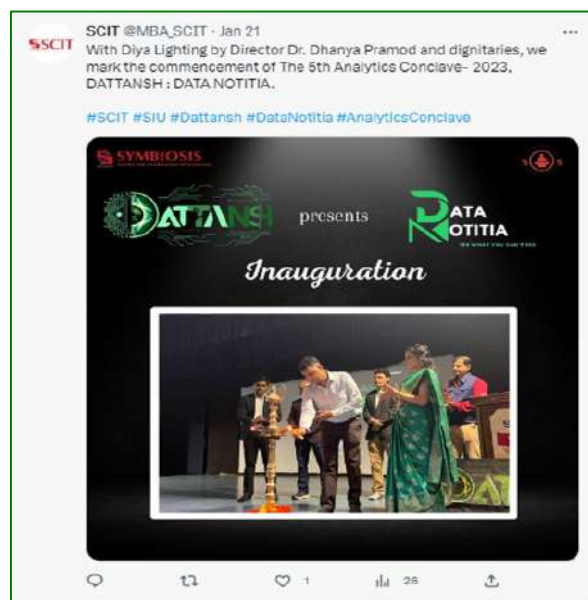 SCIT @MBA_SCIT · Jan 21
SSCIT
With Diya Lighting by Director Dr. Dhanya Pramod and dignitaries, we
mark the commencement of The 5th Analytics Conclave- 2023,
DATTANSH : DATA NOTITIA.
#SCIT #SIU #Dattansh #DataNotitia #AnalyticsConclave
SYMBIOSIS
DATTANSH
presents
DATA
NOTITIA
Inauguration
DAT
1
26